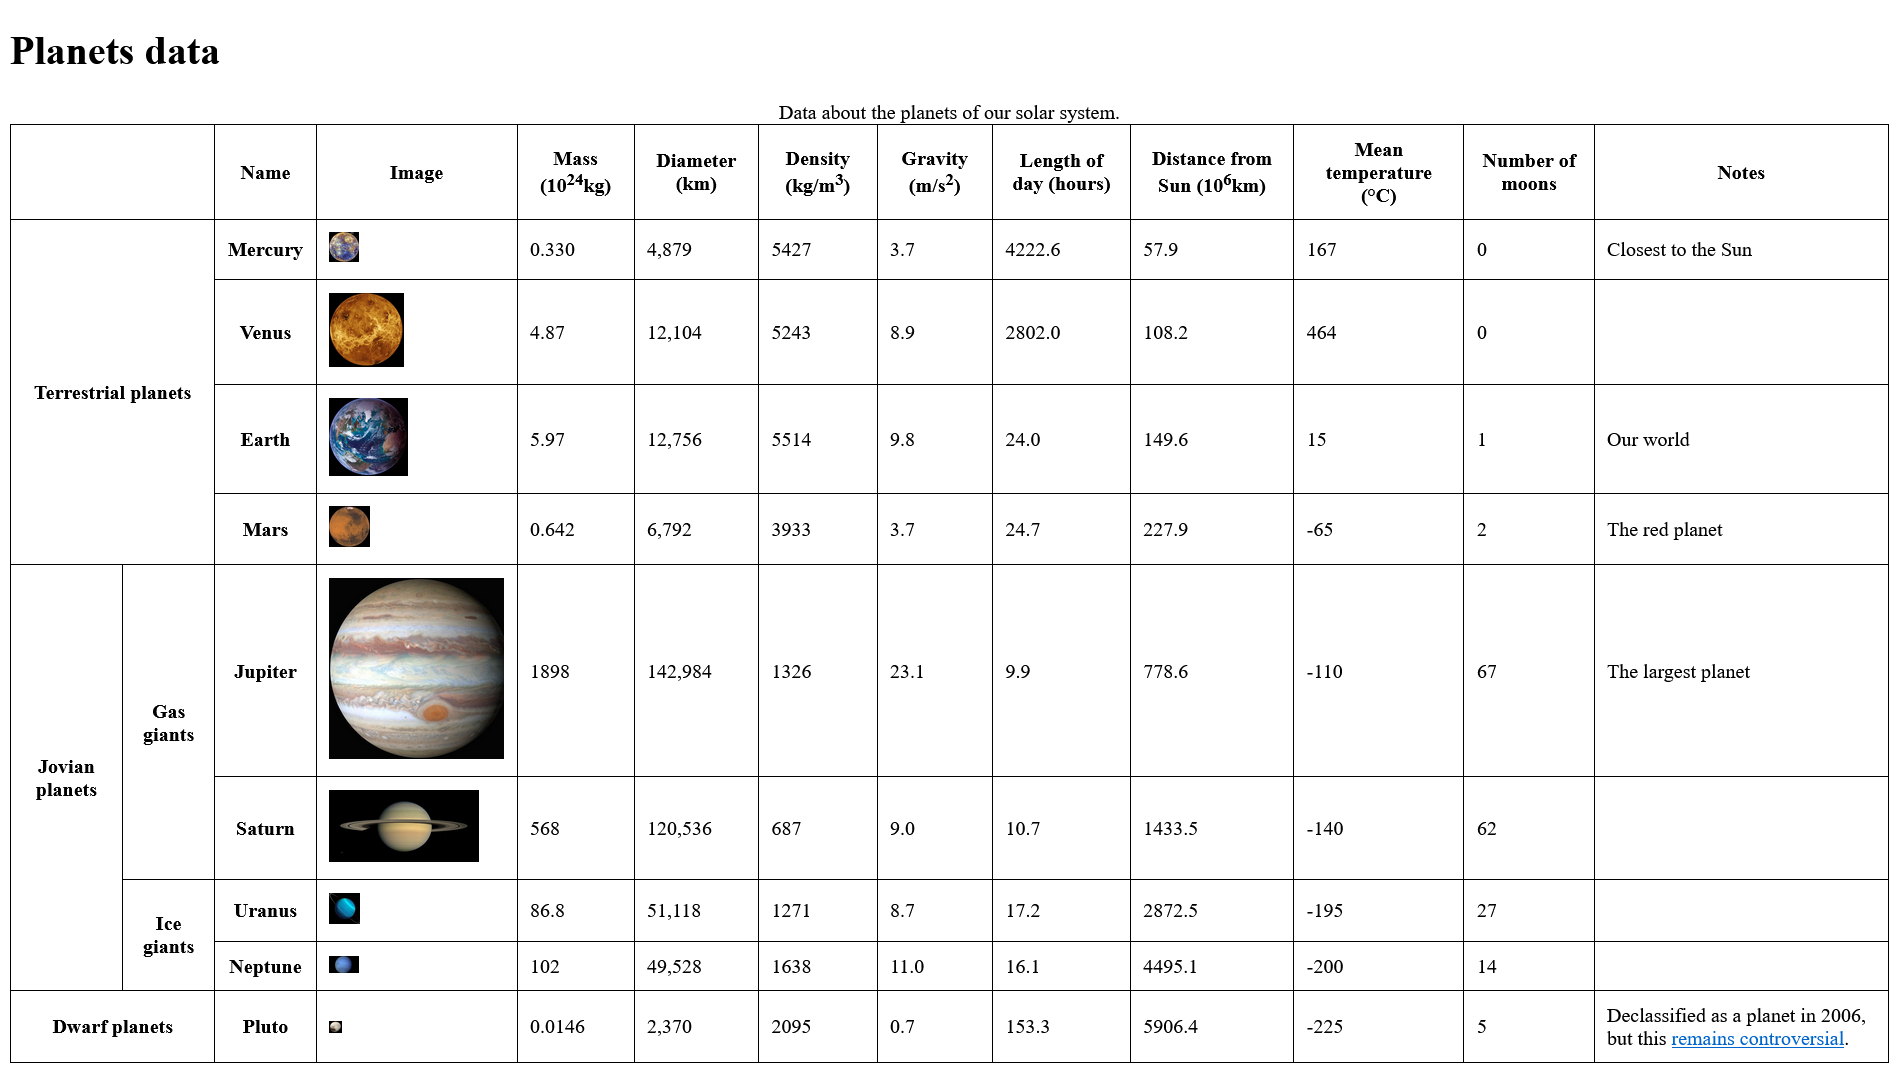 Planets data
Data about the planets of our solar system.
Name Image Mass (10²⁴kg) Diameter (km) Density (kg/m³) Gravity (m/s²) Length of day (hours) Distance from Sun (10⁶km) Mean temperature (°C) Number of moons Notes
Terrestrial planets
Mercury 0.330 4,879 5427 3.7 4222.6 57.9 167 0 Closest to the Sun
Venus 4.87 12,104 5243 8.9 2802.0 108.2 464 0
Earth 5.97 12,756 5514 9.8 24.0 149.6 15 1 Our world
Mars 0.642 6,792 3933 3.7 24.7 227.9 -65 2 The red planet
Jovian planets
Gas giants
Jupiter 1898 142,984 1326 23.1 9.9 778.6 -110 67 The largest planet
Saturn 568 120,536 687 9.0 10.7 1433.5 -140 62
Ice giants
Uranus 86.8 51,118 1271 8.7 17.2 2872.5 -195 27
Neptune 102 49,528 1638 11.0 16.1 4495.1 -200 14
Dwarf planets Pluto 0.0146 2,370 2095 0.7 153.3 5906.4 -225 5 Declassified as a planet in 2006,
but this remains controversial.